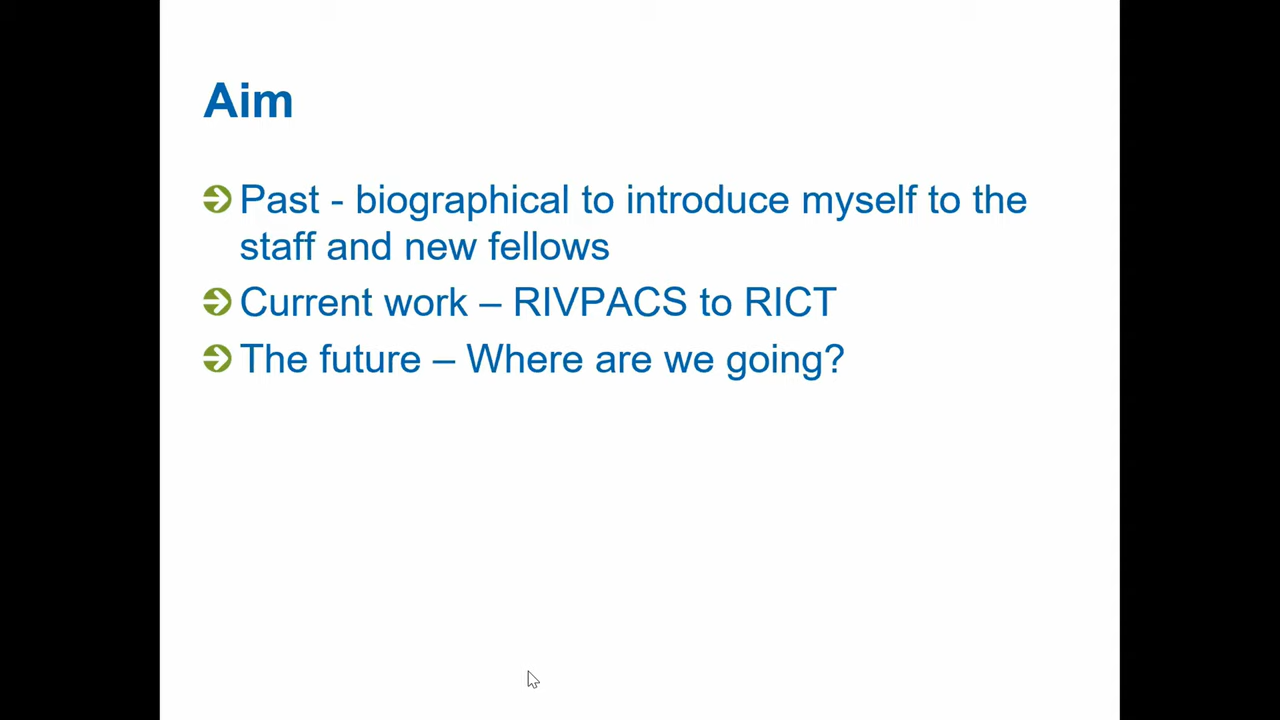 Aim
Past - biographical to introduce myself to the
staff and new fellows
Current work – RIVPACS to RICT
The future – Where are we going?